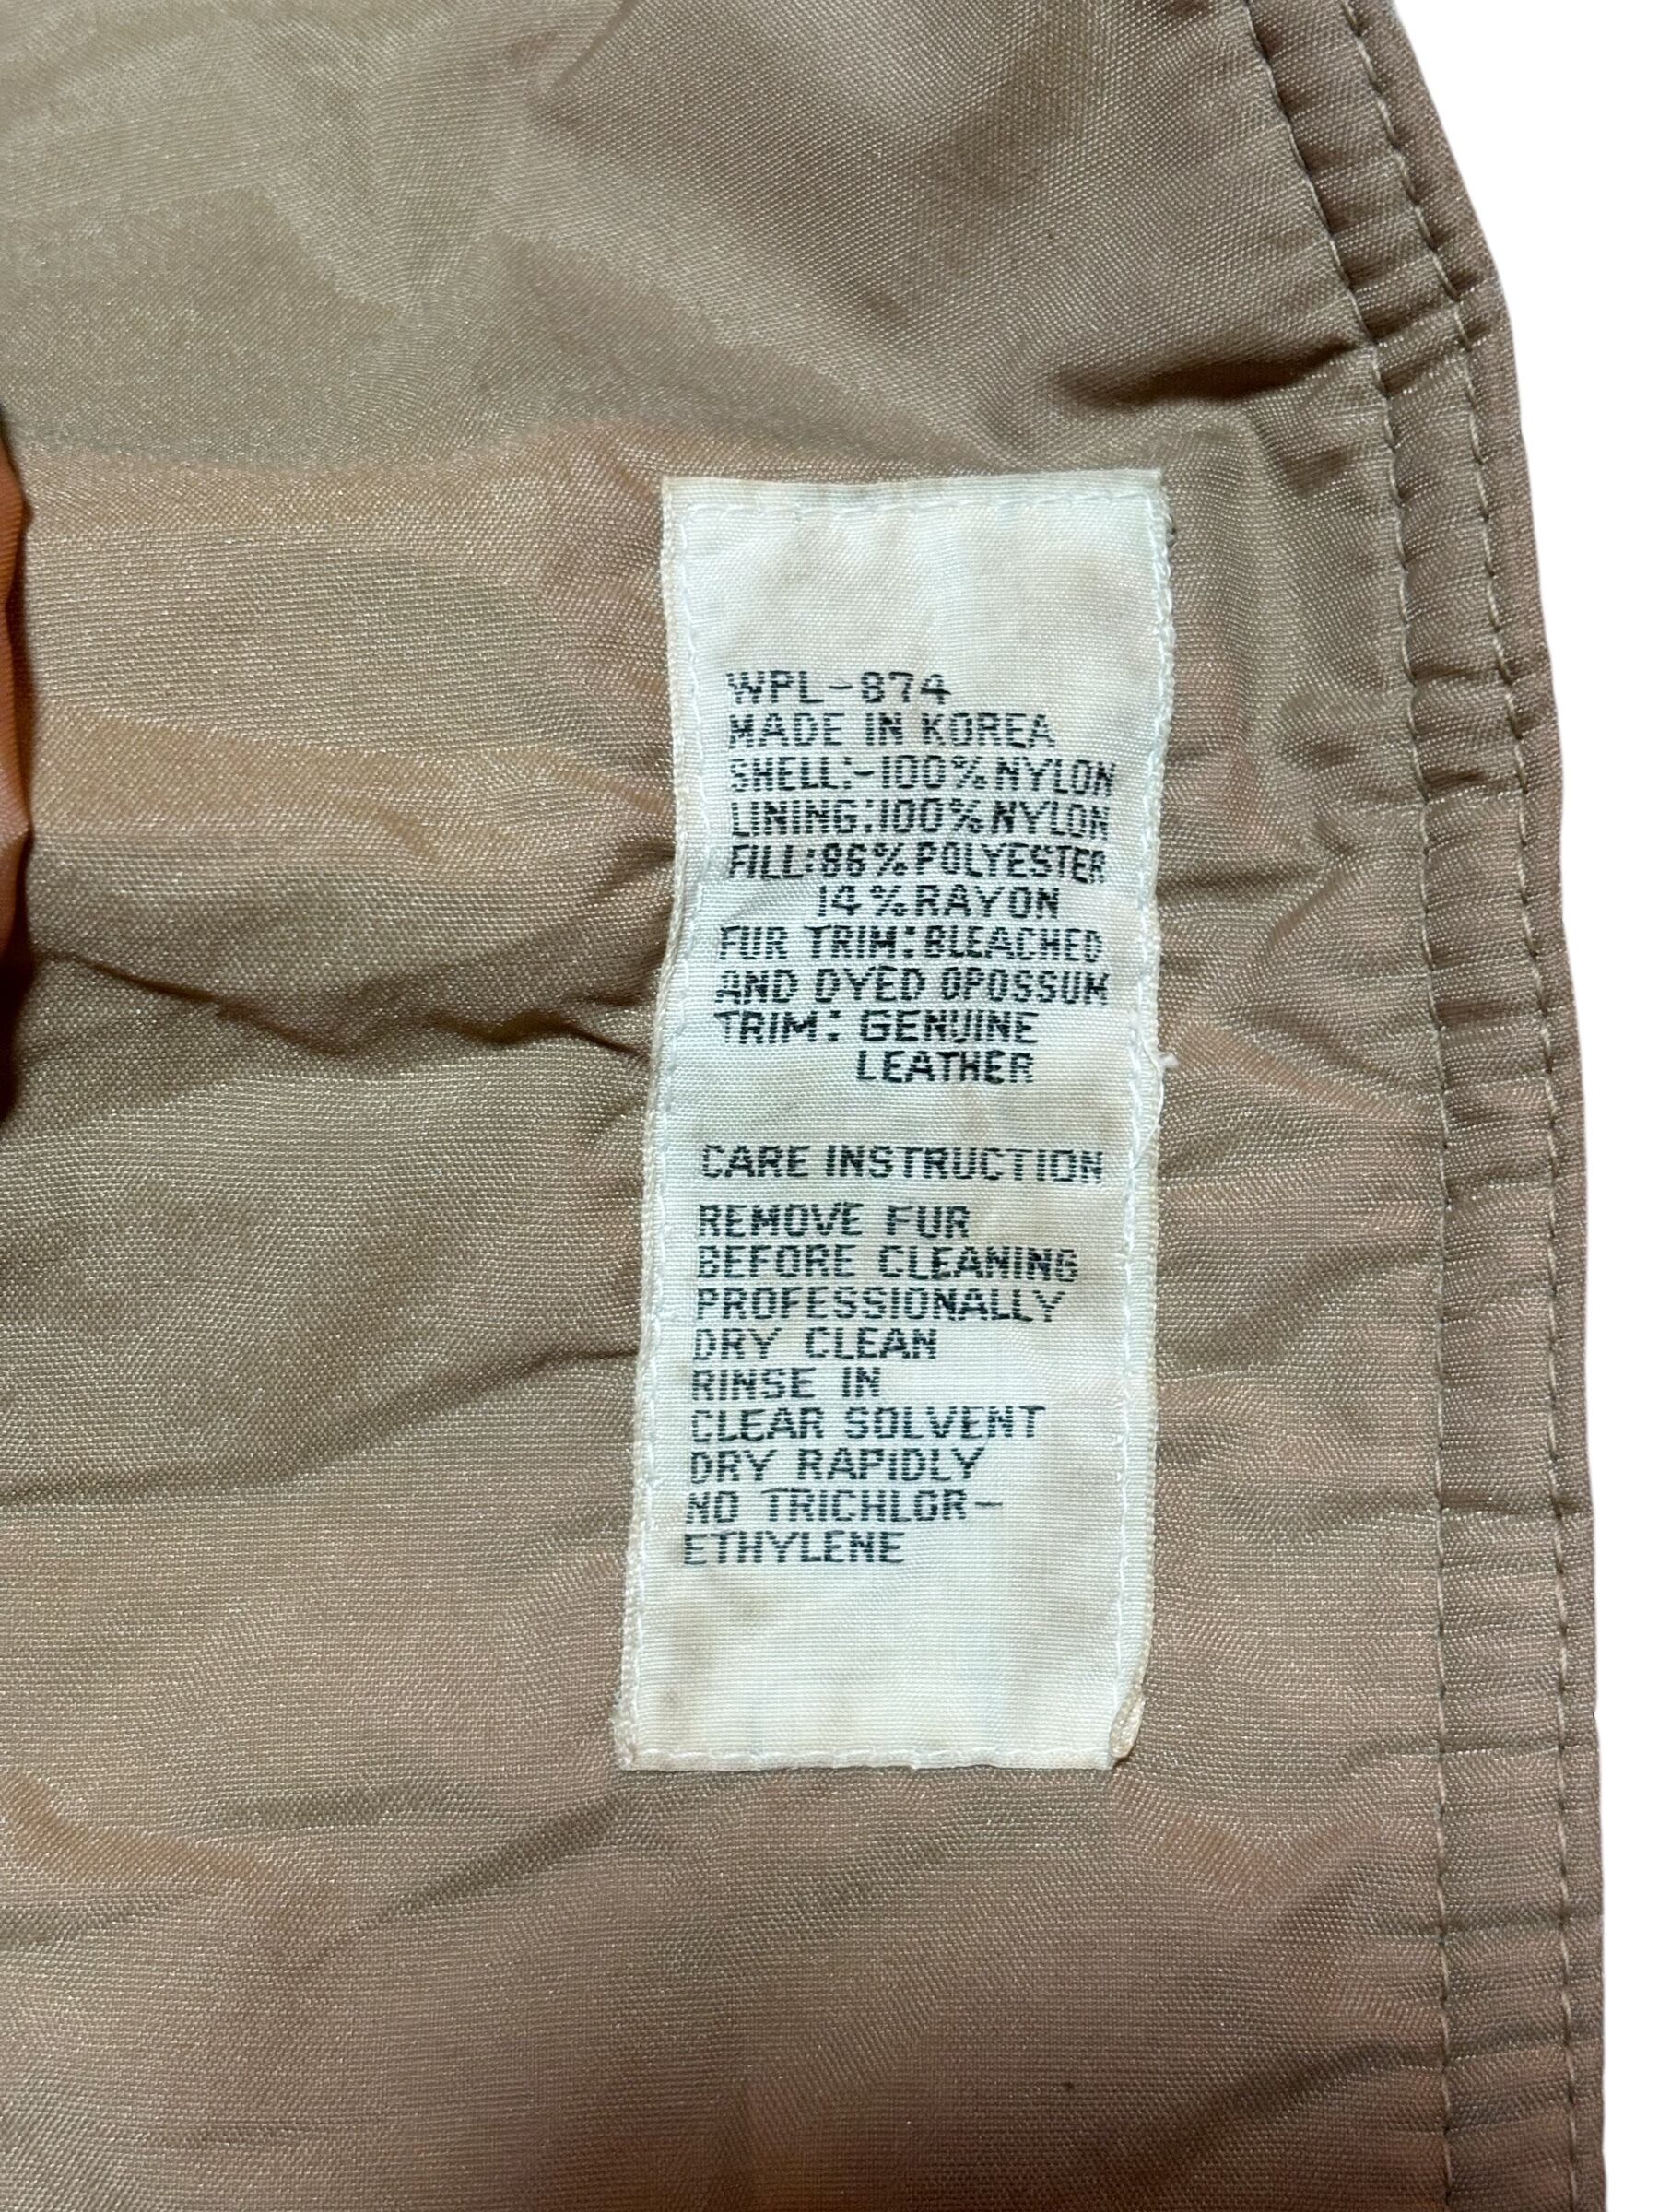 WPL-874
MADE IN KOREA
SHELL:-100% NYLON
LINING:100% NYLON
FILL:86% POLYESTER
14% RAYON
FUR TRIM: BLEACHED
AND DYED OPOSSUM
TRIM: GENUINE
LEATHER
CARE INSTRUCTION
REMOVE FUR
BEFORE CLEANING
PROFESSIONALLY
DRY CLEAN
RINSE IN
CLEAR SOLVENT
DRY RAPIDLY
NO TRICHLOR-
ETHYLENE